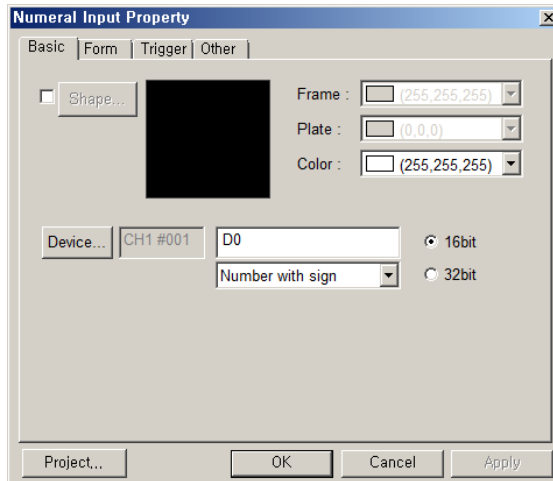 Numeral Input Property
Basic Form Trigger Other
Shape... Frame : (255,255,255)
Plate : (0,0,0)
Color : (255,255,255)
Device... CH1 #001 D0 16bit
Number with sign 32bit
Project... OK Cancel Apply